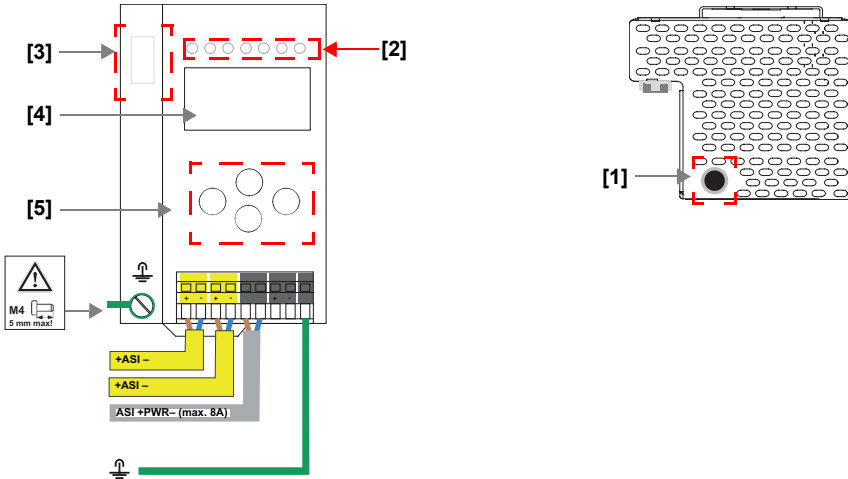 [3]
[2]
[4]
[1]
[5]
M4
5 mm max!
+ - + - + -
+ASI –
+ASI –
ASI +PWR– (max. 8A)